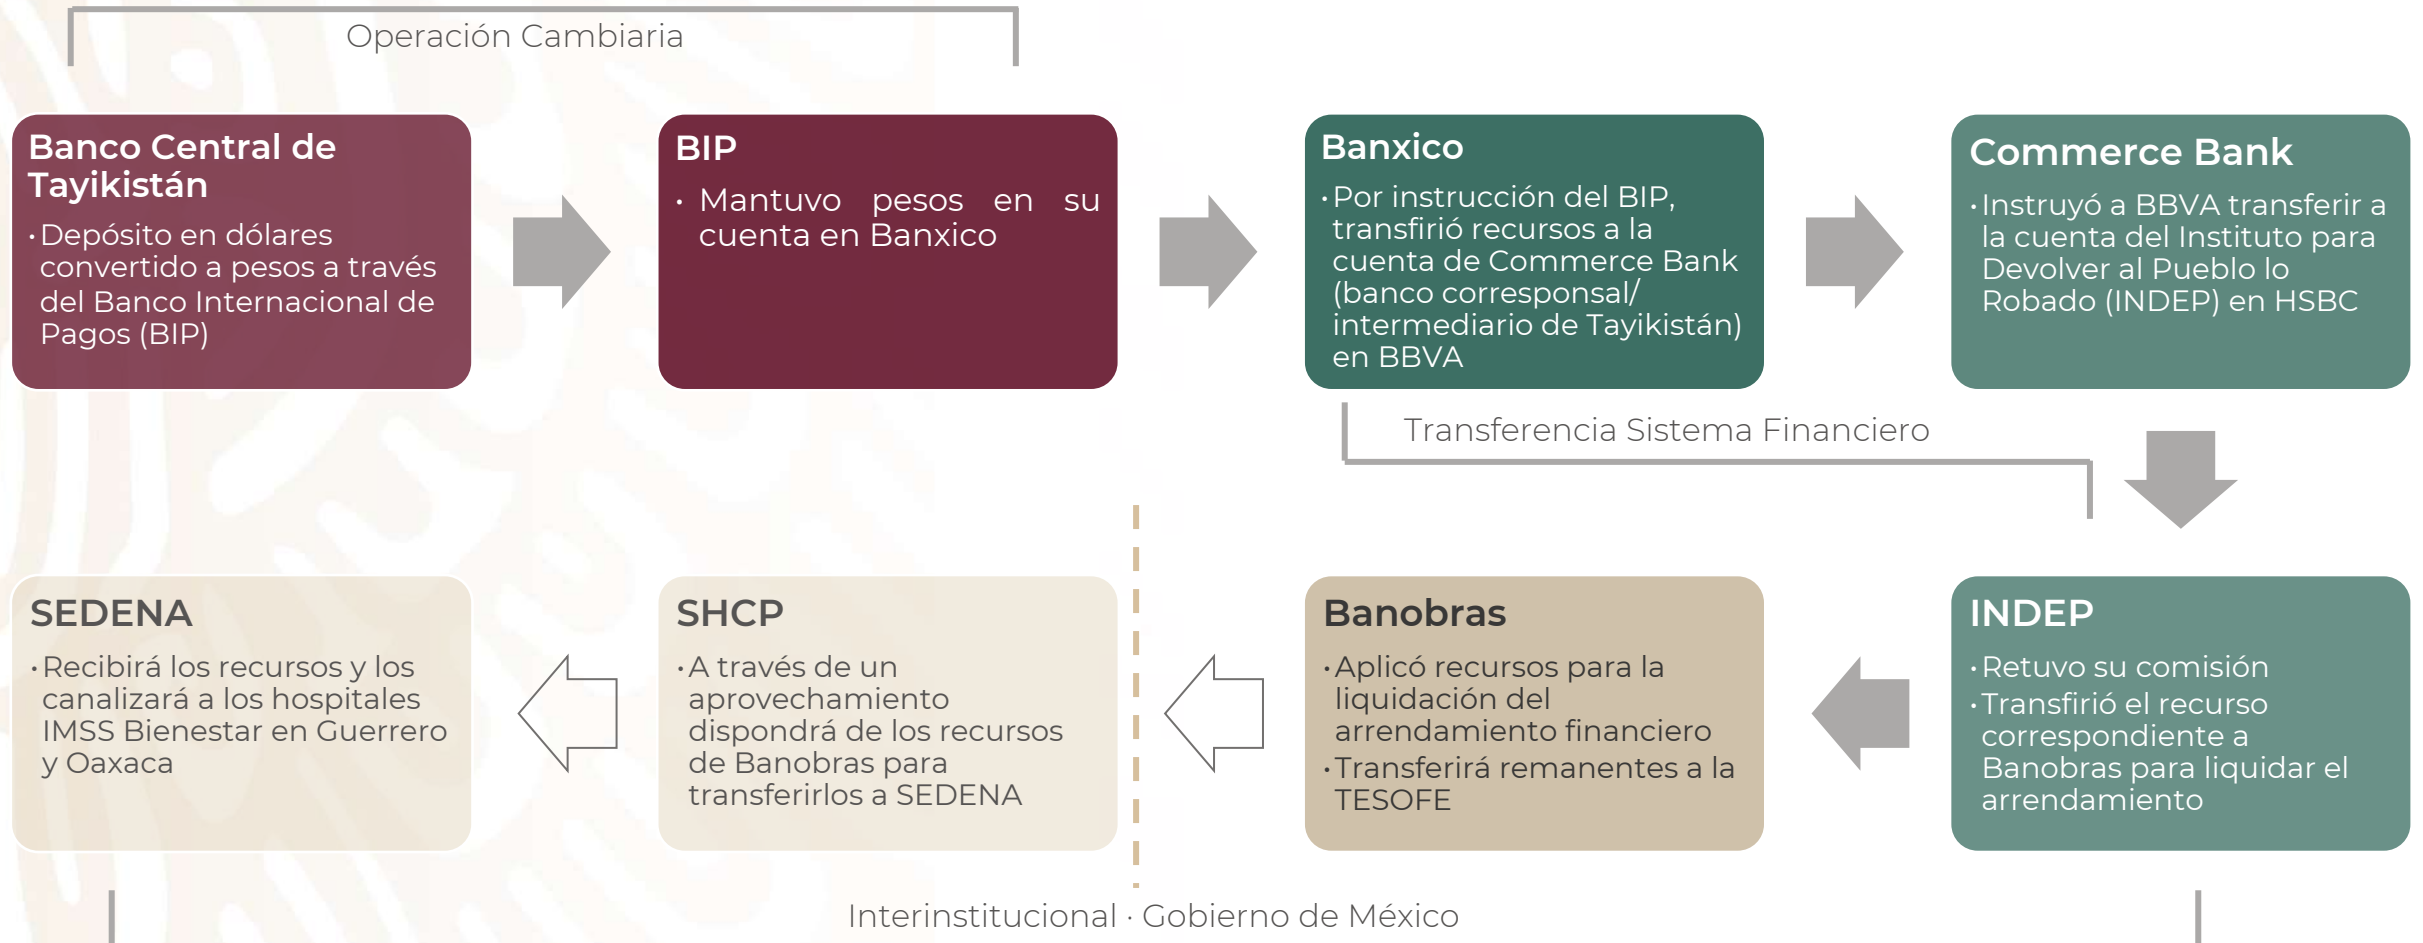 Operación Cambiaria
Banco Central de
Tayikistán
· Depósito en dólares
convertido a pesos a través
del Banco Internacional de
Pagos (BIP)
BIP
· Mantuvo pesos en su
cuenta en Banxico
Banxico
· Por instrucción del BIP,
transfirió recursos a la
cuenta de Commerce Bank
(banco corresponsal/
intermediario de Tayikistán)
en BBVA
Commerce Bank
· Instruyó a BBVA transferir a
la cuenta del Instituto para
Devolver al Pueblo lo
Robado (INDEP) en HSBC
Transferencia Sistema Financiero
SEDENA
· Recibirá los recursos y los
canalizará a los hospitales
IMSS Bienestar en Guerrero
y Oaxaca
SHCP
· A través de un
aprovechamiento
dispondrá de los recursos
de Banobras para
transferirlos a SEDENA
Banobras
· Aplicó recursos para la
liquidación del
arrendamiento financiero
· Transferirá remanentes a la
TESOFE
INDEP
· Retuvo su comisión
· Transfirió el recurso
correspondiente a
Banobras para liquidar el
arrendamiento
Interinstitucional · Gobierno de México